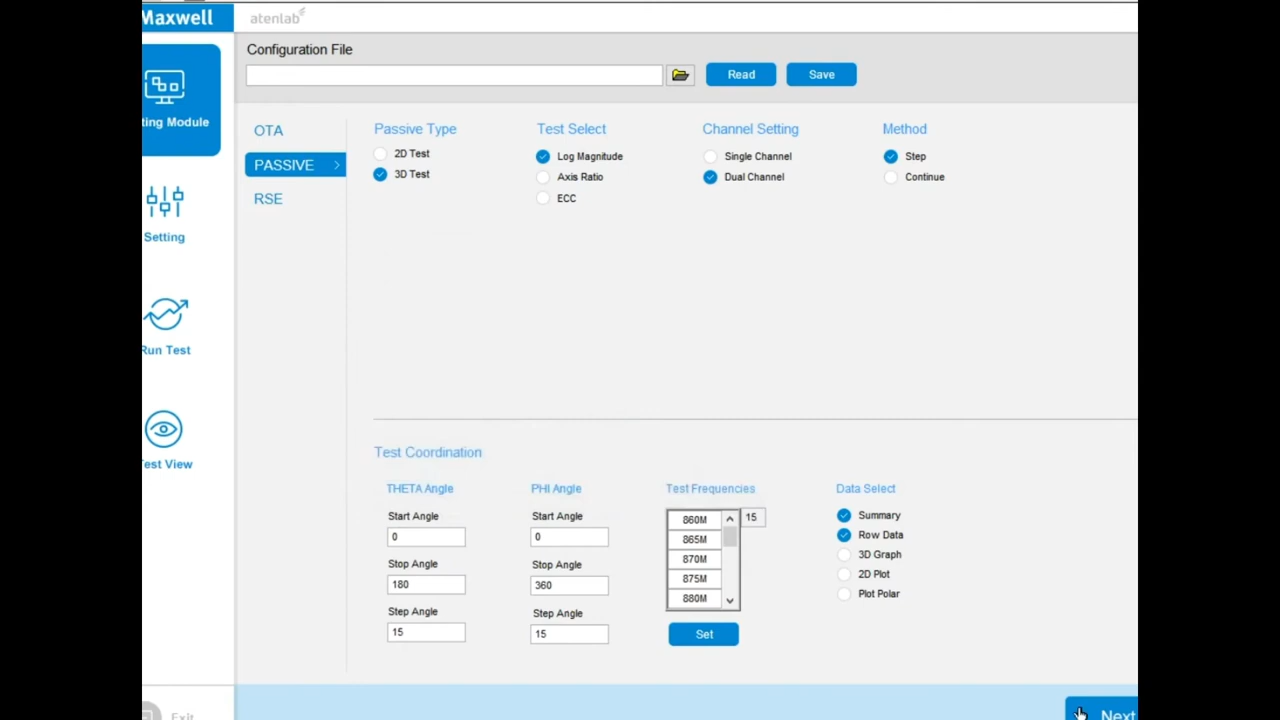 Maxwell
atenlab
Configuration File
Read
Save
ting Module
Setting
Run Test
Test View
Exit
OTA
PASSIVE
RSE
Passive Type
2D Test
3D Test
Test Select
Log Magnitude
Axis Ratio
ECC
Channel Setting
Single Channel
Dual Channel
Method
Step
Continue
Test Coordination
THETA Angle
Start Angle
0
Stop Angle
180
Step Angle
15
PHI Angle
Start Angle
0
Stop Angle
360
Step Angle
15
Test Frequencies
860M
865M
870M
875M
880M
15
Set
Data Select
Summary
Row Data
3D Graph
2D Plot
Plot Polar
Next